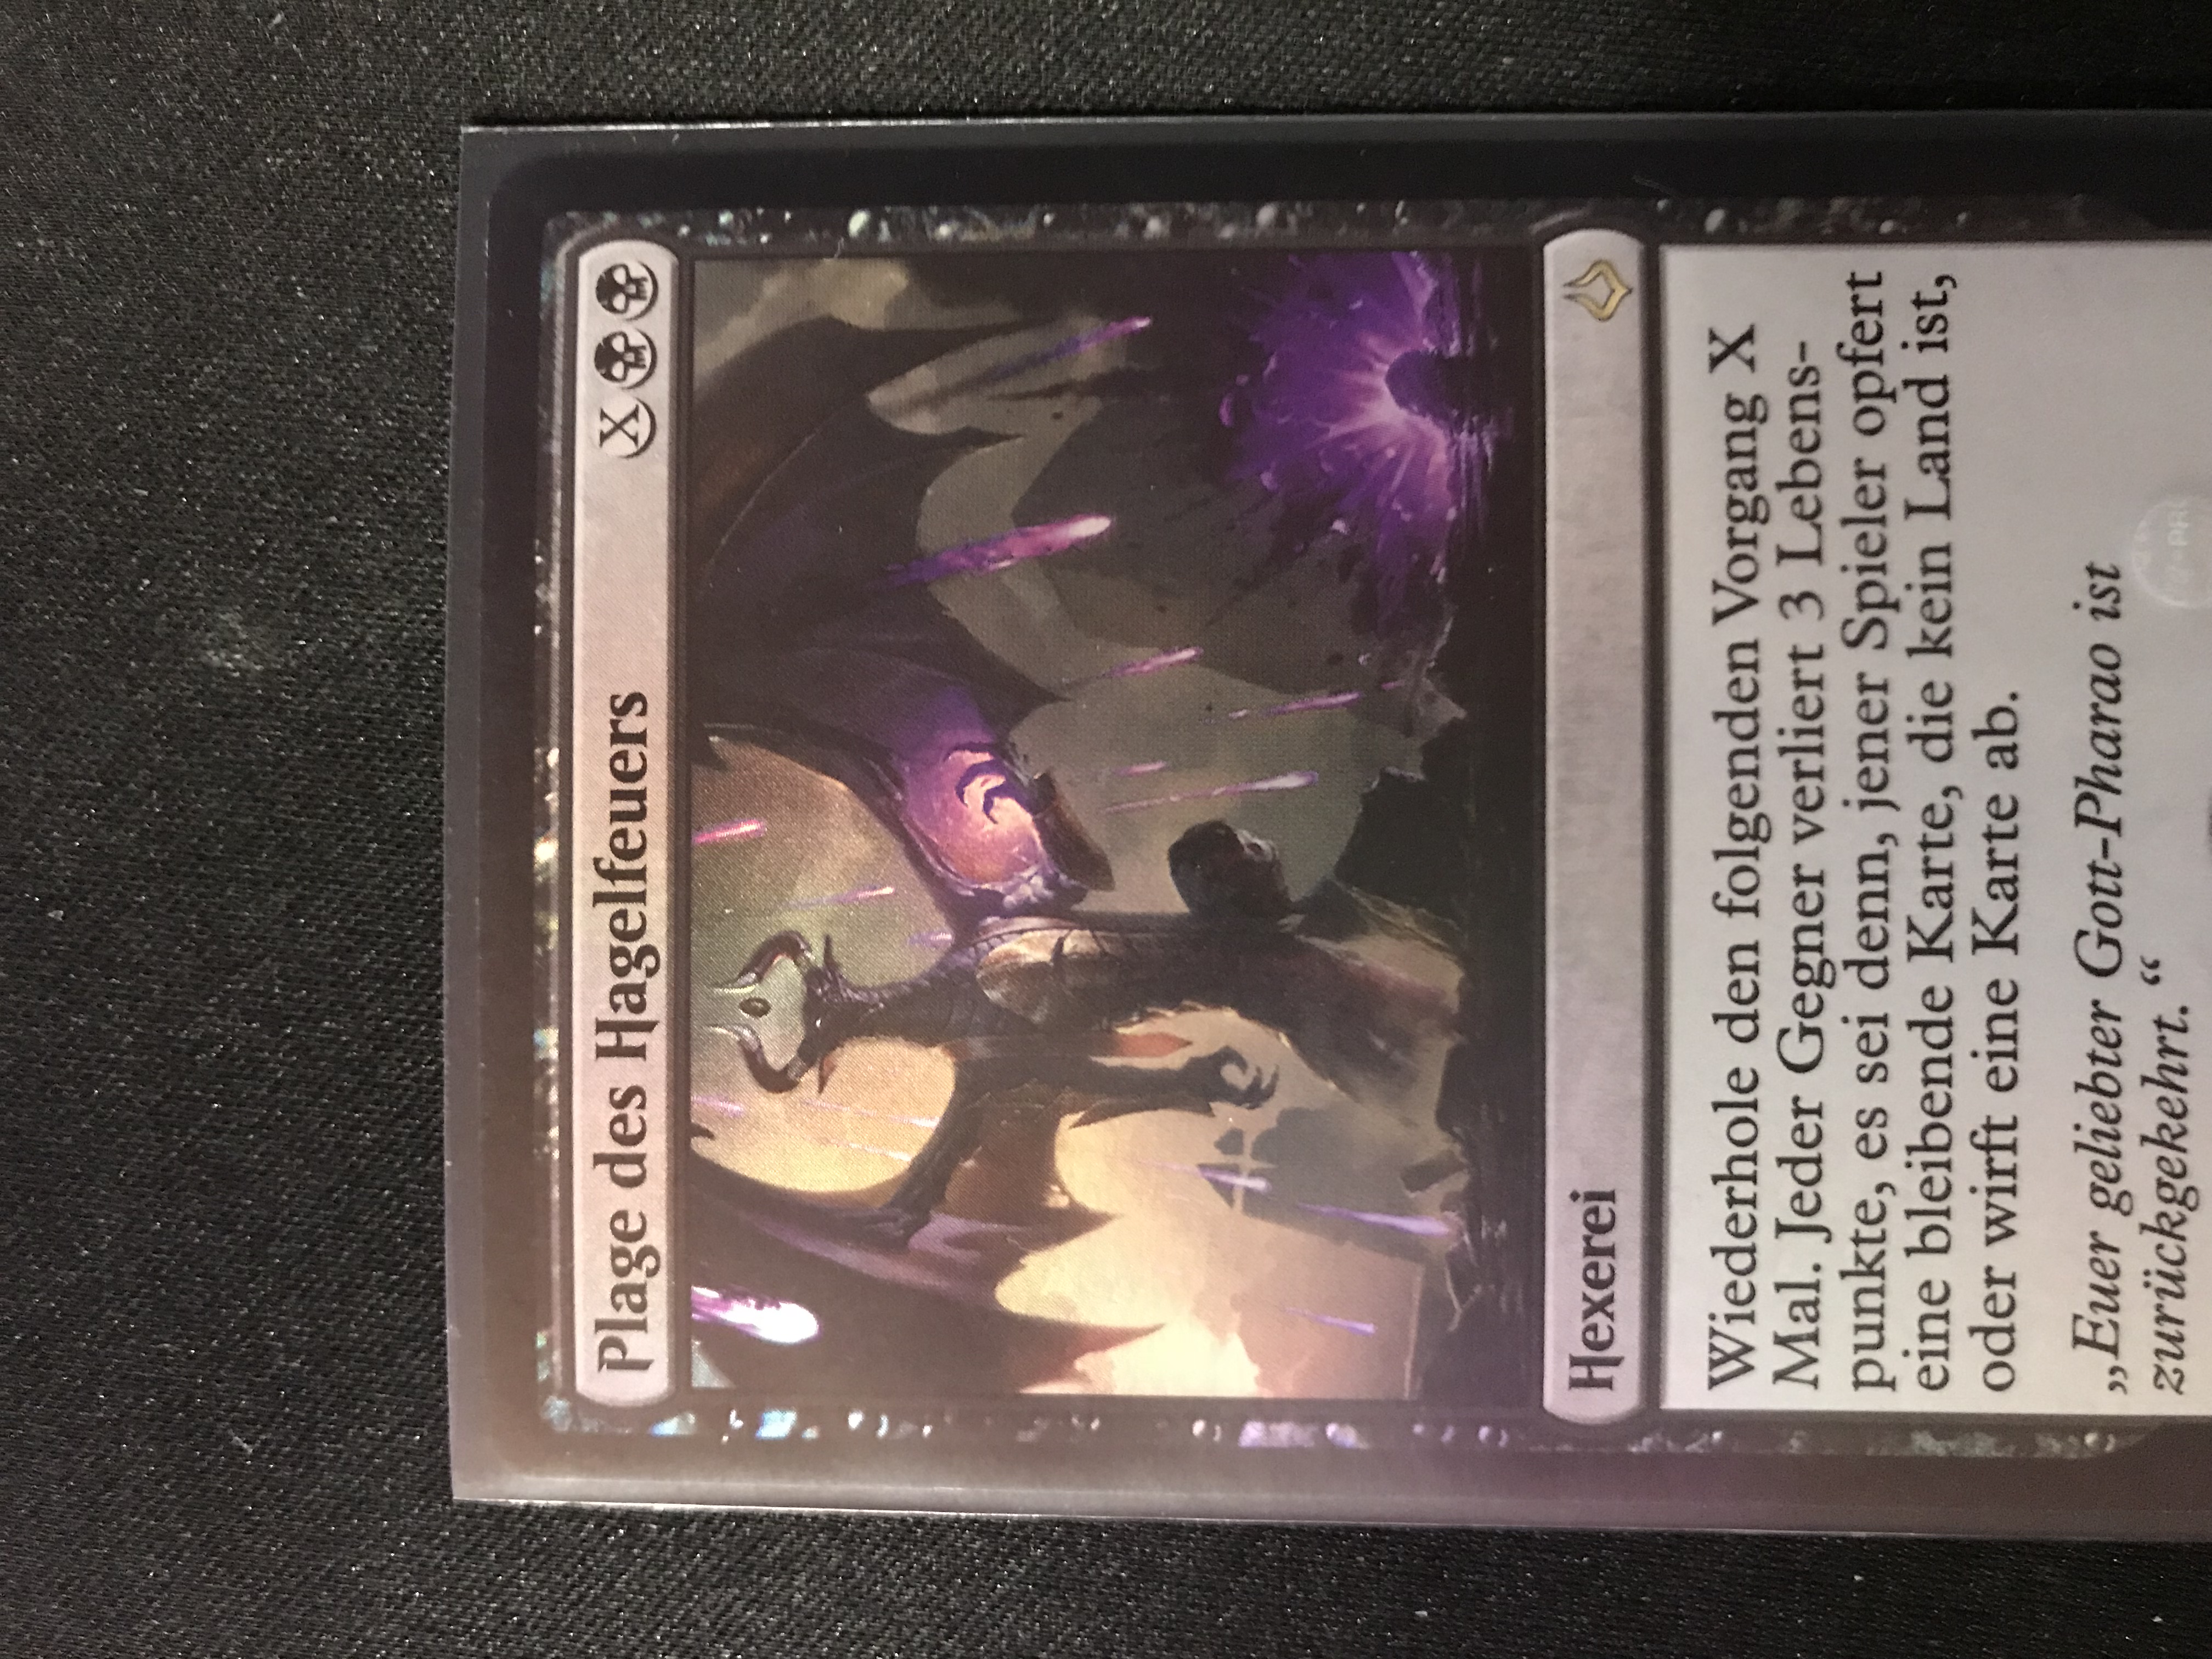 Plage des Hagelfeuers X
Hexerei
Wiederhole den folgenden Vorgang X
Mal. Jeder Gegner verliert 3 Lebens-
punkte, es sei denn, jener Spieler opfert
eine bleibende Karte, die kein Land ist,
oder wirft eine Karte ab.
„Euer geliebter Gott-Pharao ist
zurückgekehrt.“